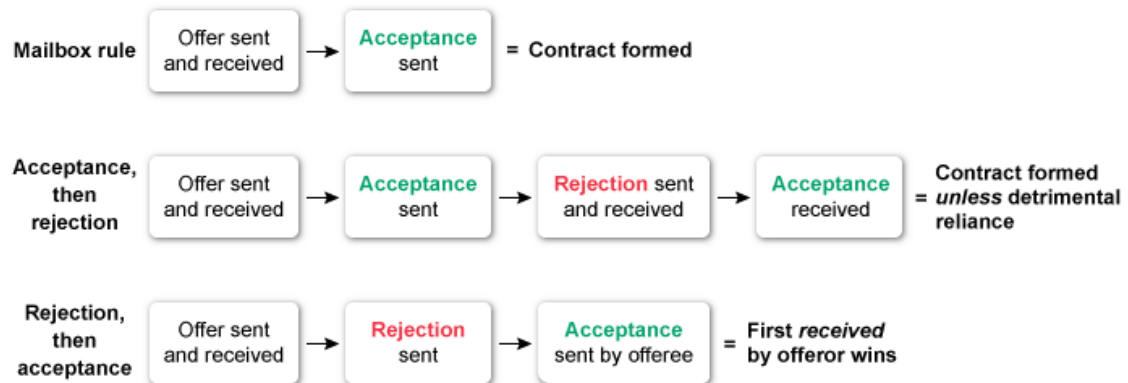 Mailbox rule
Offer sent
and received
Acceptance
sent
= Contract formed
Acceptance,
then
rejection
Offer sent
and received
Acceptance
sent
Rejection sent
and received
Acceptance
received
Contract formed
= unless detrimental
reliance
Rejection,
then
acceptance
Offer sent
and received
Rejection
sent
Acceptance
sent by offeree
= First received
by offeror wins